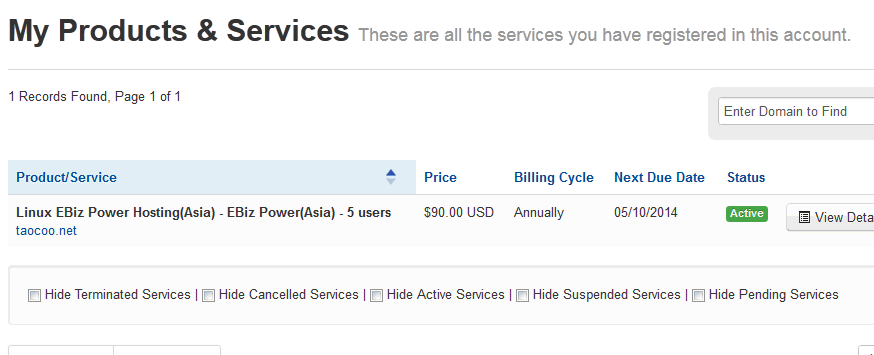 My Products & Services These are all the services you have registered in this account.
1 Records Found, Page 1 of 1
Enter Domain to Find
Product/Service Price Billing Cycle Next Due Date Status
Linux EBiz Power Hosting(Asia) - EBiz Power(Asia) - 5 users $90.00 USD Annually 05/10/2014 Active View Deta
taocoo.net
Hide Terminated Services | Hide Cancelled Services | Hide Active Services | Hide Suspended Services | Hide Pending Services